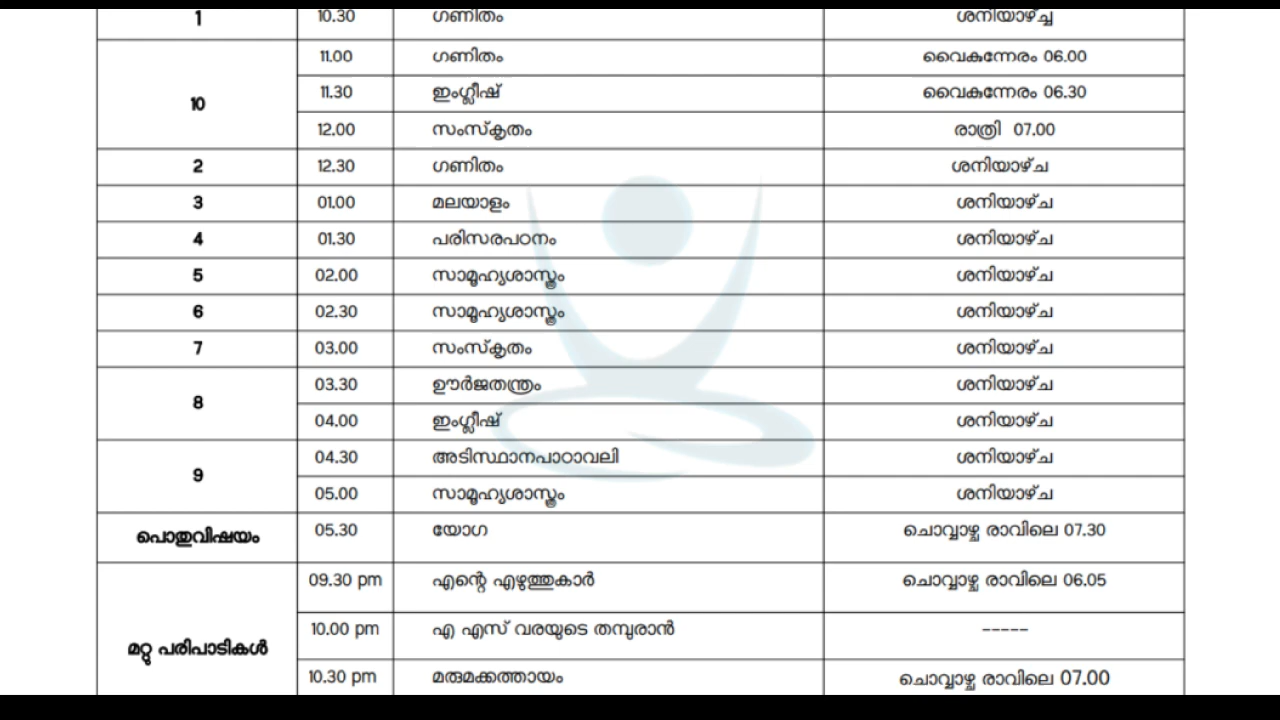 1 10.30 ഗണിതം ശനിയാഴ്ച്ച
11.00 ഗണിതം വൈകുന്നേരം 06.00
10 11.30 ഇംഗ്ലീഷ് വൈകുന്നേരം 06.30
12.00 സംസ്കൃതം രാത്രി 07.00
2 12.30 ഗണിതം ശനിയാഴ്ച
3 01.00 മലയാളം ശനിയാഴ്ച
4 01.30 പരിസരപഠനം ശനിയാഴ്ച
5 02.00 സാമൂഹ്യശാസ്ത്രം ശനിയാഴ്ച
6 02.30 സാമൂഹ്യശാസ്ത്രം ശനിയാഴ്ച
7 03.00 സംസ്കൃതം ശനിയാഴ്ച
8 03.30 ഊർജതന്ത്രം ശനിയാഴ്ച
04.00 ഇംഗ്ലീഷ് ശനിയാഴ്ച
9 04.30 അടിസ്ഥാനപാഠാവലി ശനിയാഴ്ച
05.00 സാമൂഹ്യശാസ്ത്രം ശനിയാഴ്ച
പൊതുവിഷയം 05.30 യോഗ ചൊവ്വാഴ്ച രാവിലെ 07.30
09.30 pm എന്റെ എഴുത്തുകാർ ചൊവ്വാഴ്ച രാവിലെ 06.05
മറ്റു പരിപാടികൾ 10.00 pm എ എസ് വരയുടെ തമ്പുരാൻ -----
10.30 pm മരുമക്കത്തായം ചൊവ്വാഴ്ച രാവിലെ 07.00